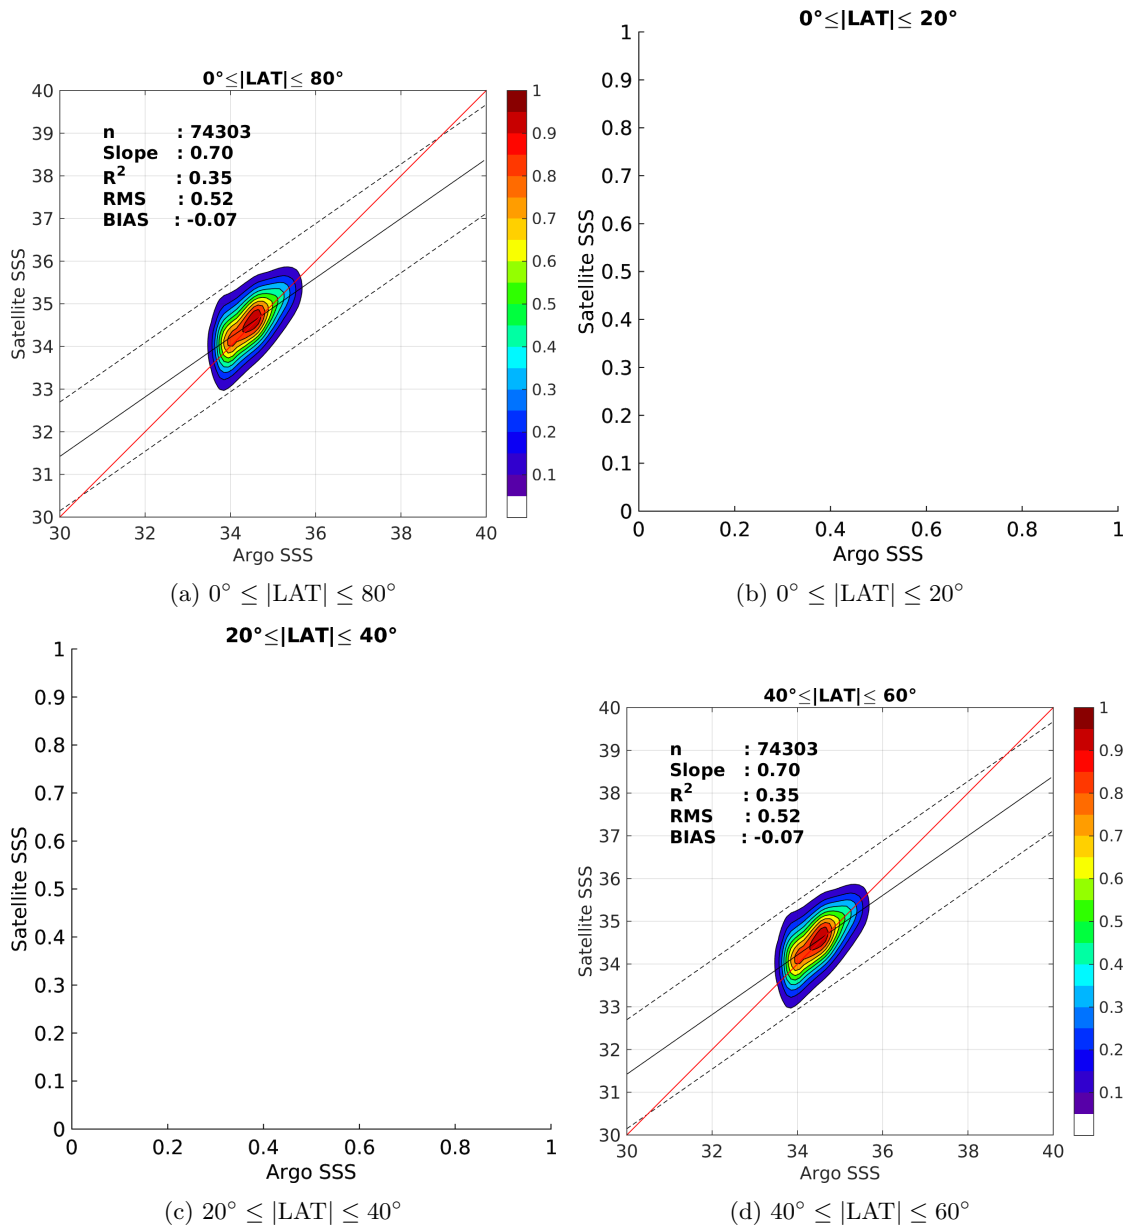 0°≤|LAT|≤ 80°
n : 74303
Slope : 0.70
R2 : 0.35
RMS : 0.52
BIAS : -0.07
40
39
38
37
36
35
34
33
32
31
30
Satellite SSS
30 32 34 36 38 40
Argo SSS
1
0.9
0.8
0.7
0.6
0.5
0.4
0.3
0.2
0.1
(a) 0° ≤ |LAT| ≤ 80°
0°≤|LAT|≤ 20°
1
0.9
0.8
0.7
0.6
0.5
0.4
0.3
0.2
0.1
0
Satellite SSS
0 0.2 0.4 0.6 0.8 1
Argo SSS
(b) 0° ≤ |LAT| ≤ 20°
20°≤|LAT|≤ 40°
1
0.9
0.8
0.7
0.6
0.5
0.4
0.3
0.2
0.1
0
Satellite SSS
0 0.2 0.4 0.6 0.8 1
Argo SSS
(c) 20° ≤ |LAT| ≤ 40°
40°≤|LAT|≤ 60°
n : 74303
Slope : 0.70
R2 : 0.35
RMS : 0.52
BIAS : -0.07
40
39
38
37
36
35
34
33
32
31
30
Satellite SSS
30 32 34 36 38 40
Argo SSS
1
0.9
0.8
0.7
0.6
0.5
0.4
0.3
0.2
0.1
(d) 40° ≤ |LAT| ≤ 60°